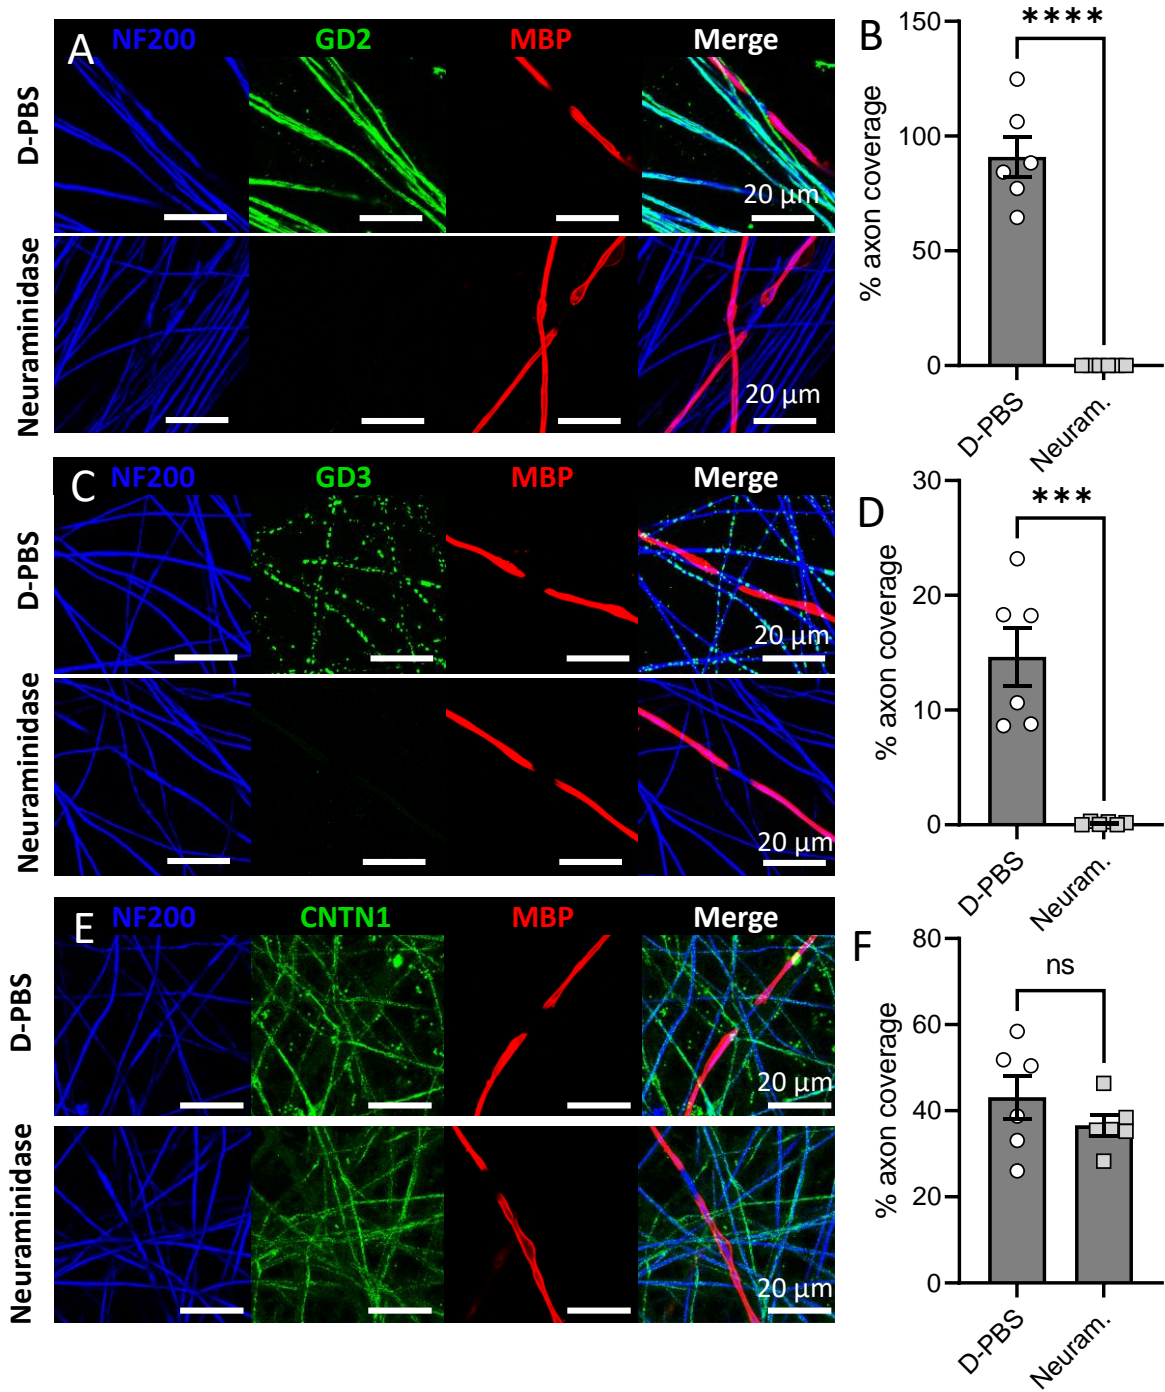 A
NF200 GD2 MBP Merge
D-PBS
20 µm
Neuraminidase
20 µm
B
****
150
100
50
0
% axon coverage
D-PBS
Neuram.
C
NF200 GD3 MBP Merge
D-PBS
20 µm
Neuraminidase
20 µm
D
***
30
20
10
0
% axon coverage
D-PBS
Neuram.
E
NF200 CNTN1 MBP Merge
D-PBS
20 µm
Neuraminidase
20 µm
F
ns
80
60
40
20
0
% axon coverage
D-PBS
Neuram.